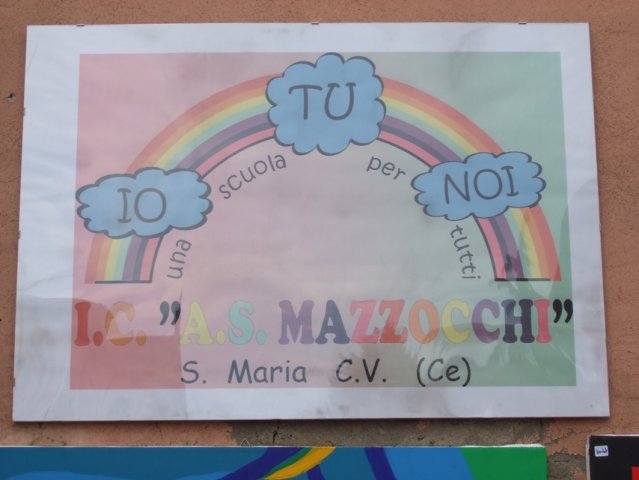 IO TU NOI
una scuola per tutti
I.C. "A.S. MAZZOCCHI"
S. Maria C.V. (Ce)